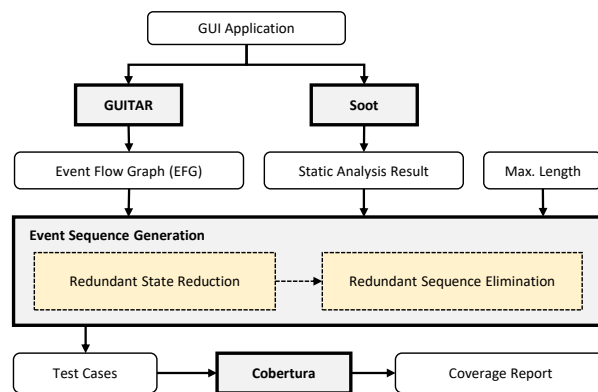 GUI Application
GUITAR
Soot
Event Flow Graph (EFG)
Static Analysis Result
Max. Length
Event Sequence Generation
Redundant State Reduction
Redundant Sequence Elimination
Test Cases
Cobertura
Coverage Report